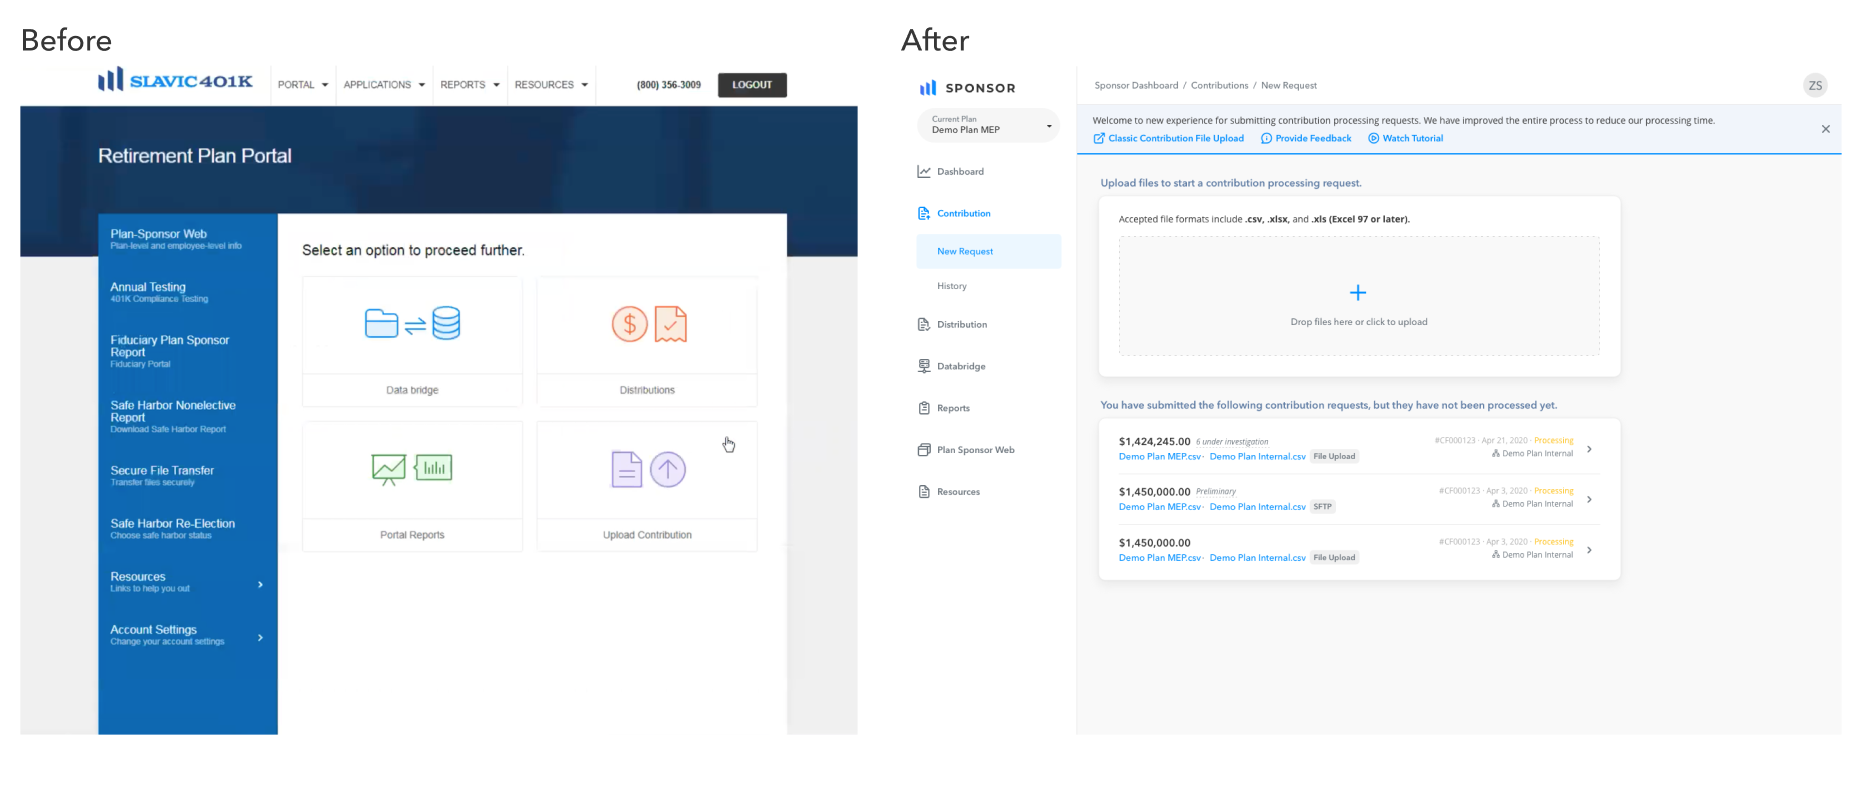 Before
SLAVIC401K
PORTAL
APPLICATIONS
REPORTS
RESOURCES
(800) 356-3009
LOGOUT
Retirement Plan Portal
Plan-Sponsor Web
Plan-level and employee-level info
Annual Testing
401K Compliance Testing
Fiduciary Plan Sponsor
Report
Fiduciary Portal
Safe Harbor Nonelective
Report
Download Safe Harbor Report
Secure File Transfer
Transfer files securely
Safe Harbor Re-Election
Choose safe harbor status
Resources
Links to help you out
Account Settings
Change your account settings
Select an option to proceed further.
Data bridge
Distributions
Portal Reports
Upload Contribution
After
SPONSOR
Current Plan
Demo Plan MEP
Dashboard
Contribution
New Request
History
Distribution
Databridge
Reports
Plan Sponsor Web
Resources
Sponsor Dashboard / Contributions / New Request
ZS
Welcome to new experience for submitting contribution processing requests. We have improved the entire process to reduce our processing time.
Classic Contribution File Upload
Provide Feedback
Watch Tutorial
Upload files to start a contribution processing request.
Accepted file formats include .csv, .xlsx, and .xls (Excel 97 or later).
Drop files here or click to upload
You have submitted the following contribution requests, but they have not been processed yet.
$1,424,245.00 6 under investigation
#CF000123 · Apr 21, 2020 · Processing
Demo Plan MEP.csv · Demo Plan Internal.csv File Upload
Demo Plan Internal
$1,450,000.00 Preliminary
#CF000123 · Apr 3, 2020 · Processing
Demo Plan MEP.csv · Demo Plan Internal.csv SFTP
Demo Plan Internal
$1,450,000.00
#CF000123 · Apr 3, 2020 · Processing
Demo Plan MEP.csv · Demo Plan Internal.csv File Upload
Demo Plan Internal